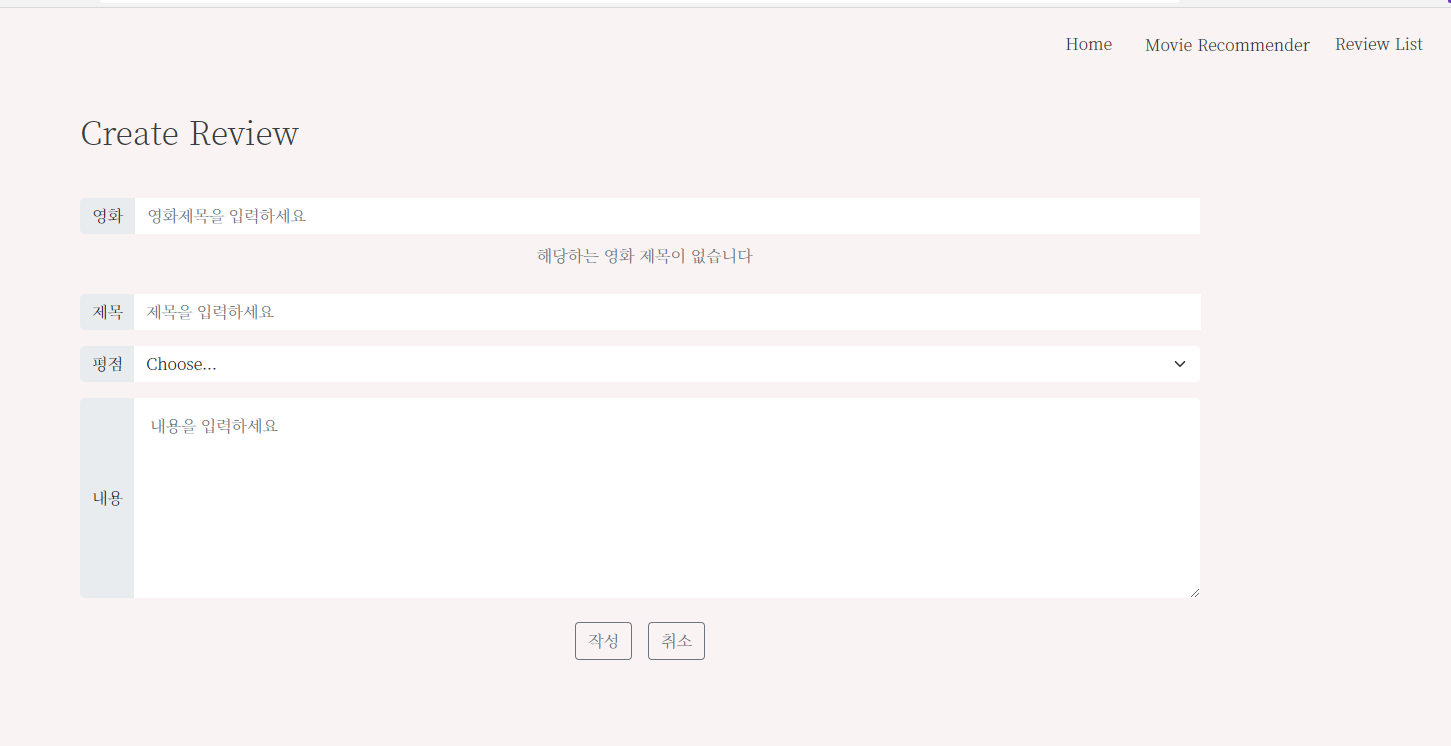 Home Movie Recommender Review List
Create Review
영화 영화제목을 입력하세요
해당하는 영화 제목이 없습니다
제목 제목을 입력하세요
평점 Choose...
내용을 입력하세요
내용
작성 취소